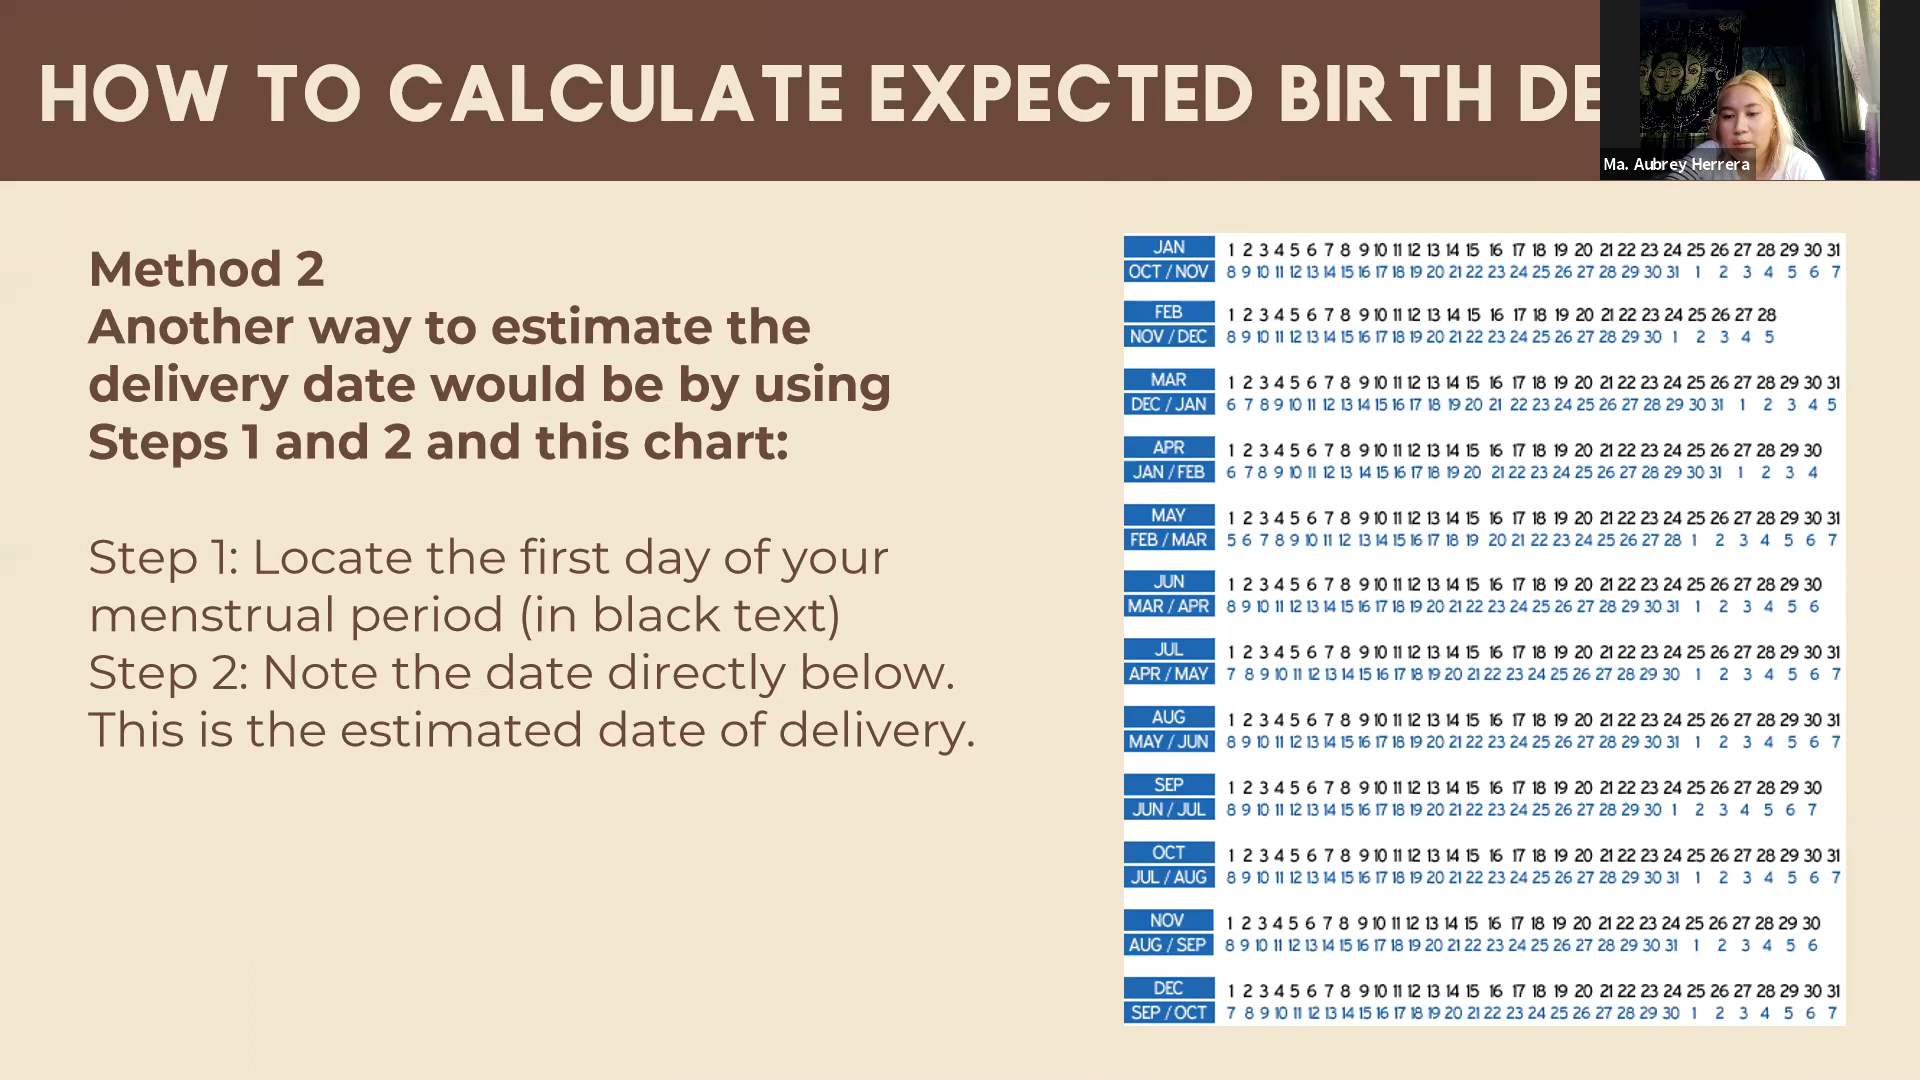 HOW TO CALCULATE EXPECTED BIRTH DE
Ma. Aubrey Herrera
Method 2
Another way to estimate the
delivery date would be by using
Steps 1 and 2 and this chart:
Step 1: Locate the first day of your
menstrual period (in black text)
Step 2: Note the date directly below.
This is the estimated date of delivery.
JAN 1 2 3 4 5 6 7 8 9 10 11 12 13 14 15 16 17 18 19 20 21 22 23 24 25 26 27 28 29 30 31
OCT / NOV 8 9 10 11 12 13 14 15 16 17 18 19 20 21 22 23 24 25 26 27 28 29 30 31 1 2 3 4 5 6 7
FEB 1 2 3 4 5 6 7 8 9 10 11 12 13 14 15 16 17 18 19 20 21 22 23 24 25 26 27 28
NOV / DEC 8 9 10 11 12 13 14 15 16 17 18 19 20 21 22 23 24 25 26 27 28 29 30 1 2 3 4 5
MAR 1 2 3 4 5 6 7 8 9 10 11 12 13 14 15 16 17 18 19 20 21 22 23 24 25 26 27 28 29 30 31
DEC / JAN 6 7 8 9 10 11 12 13 14 15 16 17 18 19 20 21 22 23 24 25 26 27 28 29 30 31 1 2 3 4 5
APR 1 2 3 4 5 6 7 8 9 10 11 12 13 14 15 16 17 18 19 20 21 22 23 24 25 26 27 28 29 30
JAN / FEB 6 7 8 9 10 11 12 13 14 15 16 17 18 19 20 21 22 23 24 25 26 27 28 29 30 31 1 2 3 4
MAY 1 2 3 4 5 6 7 8 9 10 11 12 13 14 15 16 17 18 19 20 21 22 23 24 25 26 27 28 29 30 31
FEB / MAR 5 6 7 8 9 10 11 12 13 14 15 16 17 18 19 20 21 22 23 24 25 26 27 28 1 2 3 4 5 6 7
JUN 1 2 3 4 5 6 7 8 9 10 11 12 13 14 15 16 17 18 19 20 21 22 23 24 25 26 27 28 29 30
MAR / APR 8 9 10 11 12 13 14 15 16 17 18 19 20 21 22 23 24 25 26 27 28 29 30 31 1 2 3 4 5 6
JUL 1 2 3 4 5 6 7 8 9 10 11 12 13 14 15 16 17 18 19 20 21 22 23 24 25 26 27 28 29 30 31
APR / MAY 7 8 9 10 11 12 13 14 15 16 17 18 19 20 21 22 23 24 25 26 27 28 29 30 1 2 3 4 5 6 7
AUG 1 2 3 4 5 6 7 8 9 10 11 12 13 14 15 16 17 18 19 20 21 22 23 24 25 26 27 28 29 30 31
MAY / JUN 8 9 10 11 12 13 14 15 16 17 18 19 20 21 22 23 24 25 26 27 28 29 30 31 1 2 3 4 5 6 7
SEP 1 2 3 4 5 6 7 8 9 10 11 12 13 14 15 16 17 18 19 20 21 22 23 24 25 26 27 28 29 30
JUN / JUL 8 9 10 11 12 13 14 15 16 17 18 19 20 21 22 23 24 25 26 27 28 29 30 1 2 3 4 5 6 7
OCT 1 2 3 4 5 6 7 8 9 10 11 12 13 14 15 16 17 18 19 20 21 22 23 24 25 26 27 28 29 30 31
JUL / AUG 8 9 10 11 12 13 14 15 16 17 18 19 20 21 22 23 24 25 26 27 28 29 30 31 1 2 3 4 5 6 7
NOV 1 2 3 4 5 6 7 8 9 10 11 12 13 14 15 16 17 18 19 20 21 22 23 24 25 26 27 28 29 30
AUG / SEP 8 9 10 11 12 13 14 15 16 17 18 19 20 21 22 23 24 25 26 27 28 29 30 31 1 2 3 4 5 6
DEC 1 2 3 4 5 6 7 8 9 10 11 12 13 14 15 16 17 18 19 20 21 22 23 24 25 26 27 28 29 30 31
SEP / OCT 7 8 9 10 11 12 13 14 15 16 17 18 19 20 21 22 23 24 25 26 27 28 29 30 1 2 3 4 5 6 7